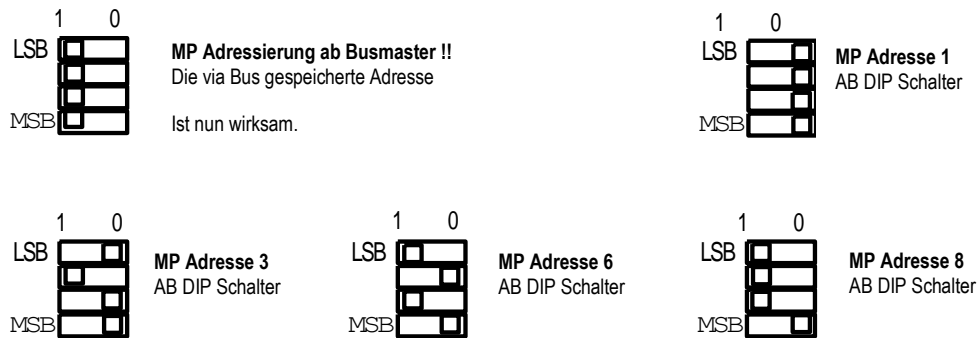 1 0
LSB
MSB
MP Adressierung ab Busmaster !!
Die via Bus gespeicherte Adresse
Ist nun wirksam.
1 0
LSB
MSB
MP Adresse 1
AB DIP Schalter
1 0
LSB
MSB
MP Adresse 3
AB DIP Schalter
1 0
LSB
MSB
MP Adresse 6
AB DIP Schalter
1 0
LSB
MSB
MP Adresse 8
AB DIP Schalter